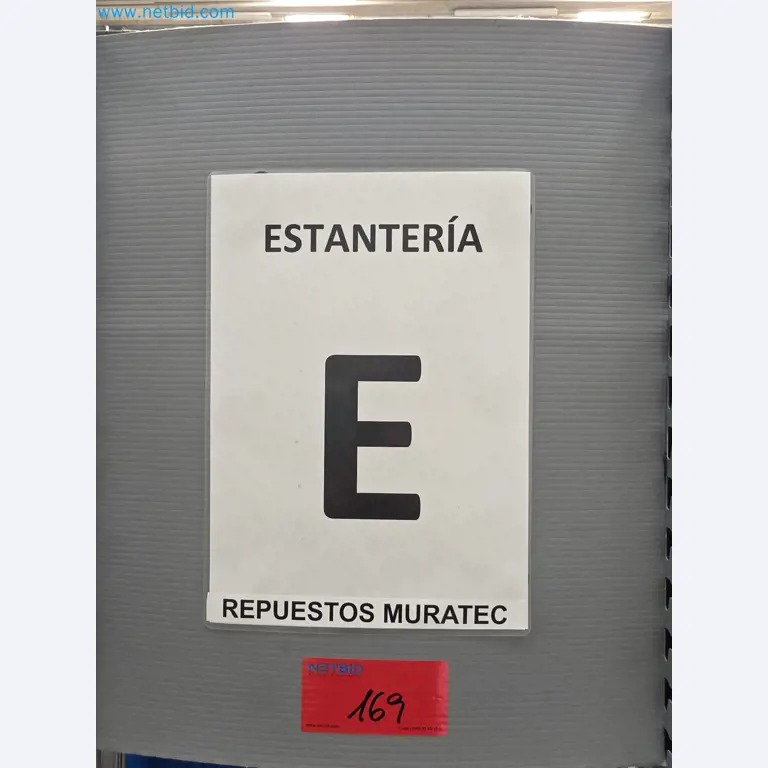 www.netbid.com
ESTANTERÍA
E
REPUESTOS MURATEC
NETBID
169